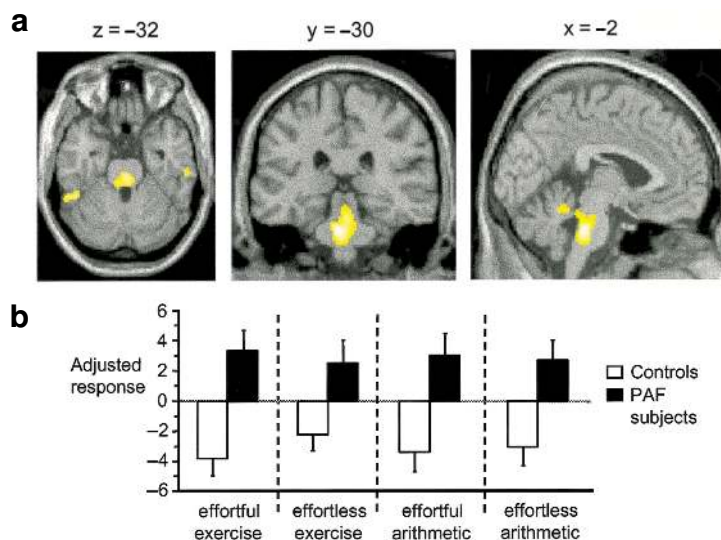 a
z = −32
y = −30
x = −2
b
6
4
2
0
−2
−4
−6
Adjusted
response
Controls
PAF
subjects
effortful
exercise
effortless
exercise
effortful
arithmetic
effortless
arithmetic